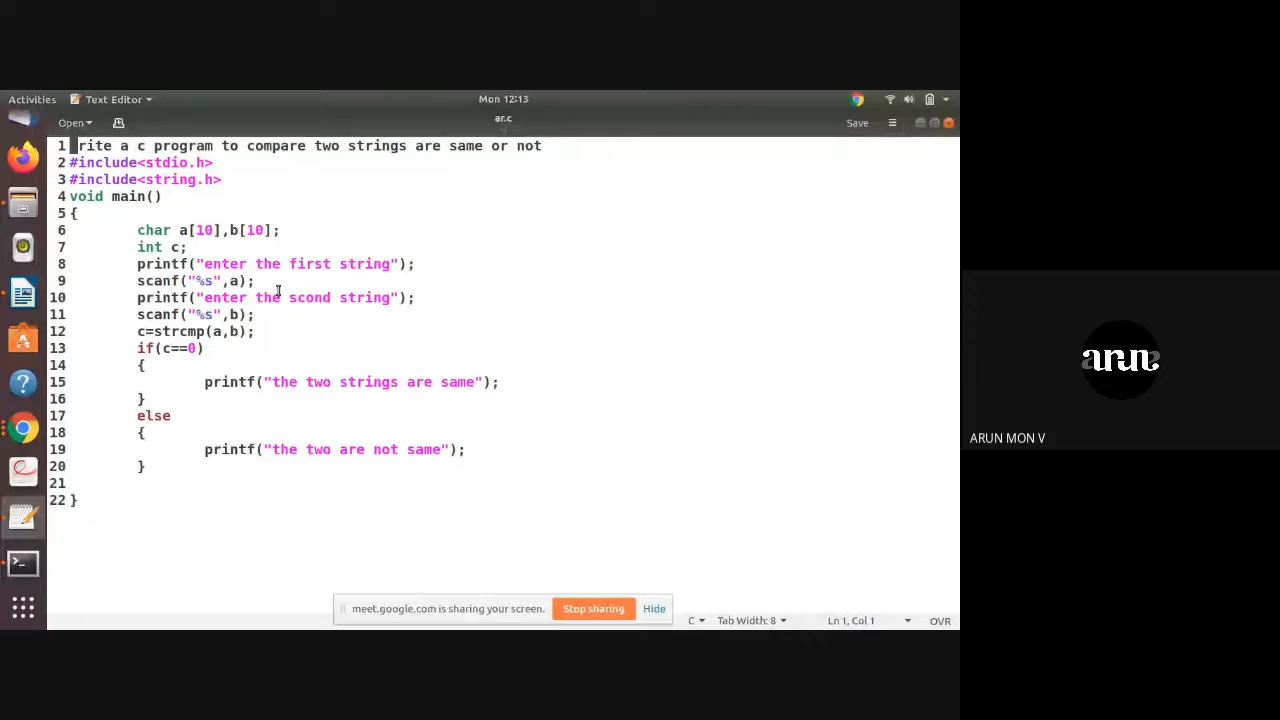 Activities Text Editor Mon 12:13
Open ar.c Save
1 rite a c program to compare two strings are same or not
2 #include<stdio.h>
3 #include<string.h>
4 void main()
5 {
6 char a[10],b[10];
7 int c;
8 printf("enter the first string");
9 scanf("%s",a);
10 printf("enter the scond string");
11 scanf("%s",b);
12 c=strcmp(a,b);
13 if(c==0)
14 {
15 printf("the two strings are same");
16 }
17 else
18 {
19 printf("the two are not same");
20 }
21
22 }
meet.google.com is sharing your screen. Stop sharing Hide
C Tab Width: 8 Ln 1, Col 1 OVR
arun
ARUN MON V